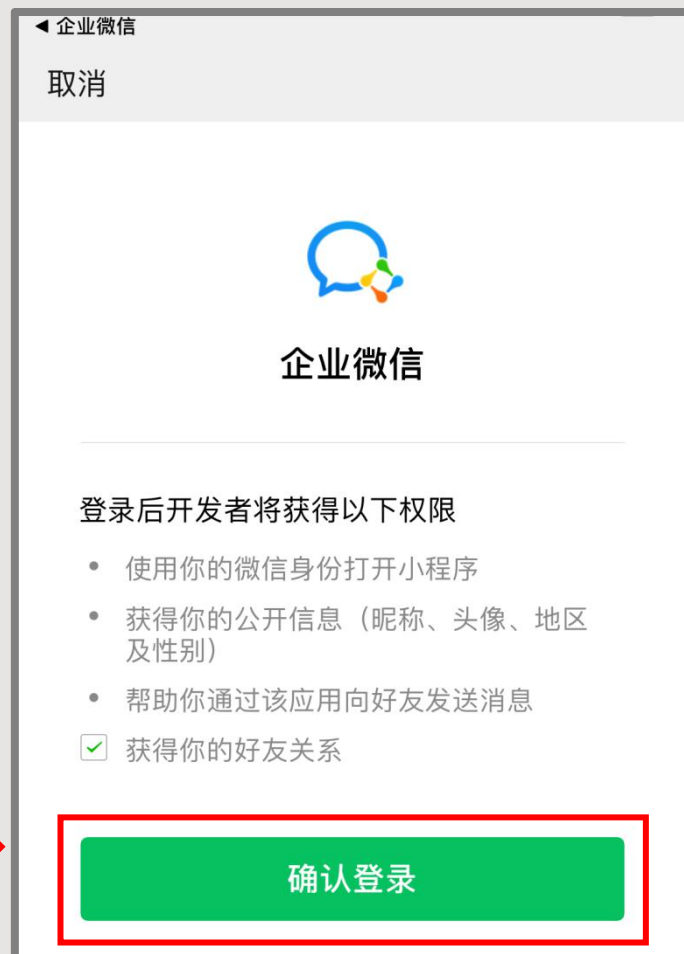 ◀ 企业微信
取消
企业微信
登录后开发者将获得以下权限
• 使用你的微信身份打开小程序
• 获得你的公开信息（昵称、头像、地区
及性别）
• 帮助你通过该应用向好友发送消息
获得你的好友关系
确认登录